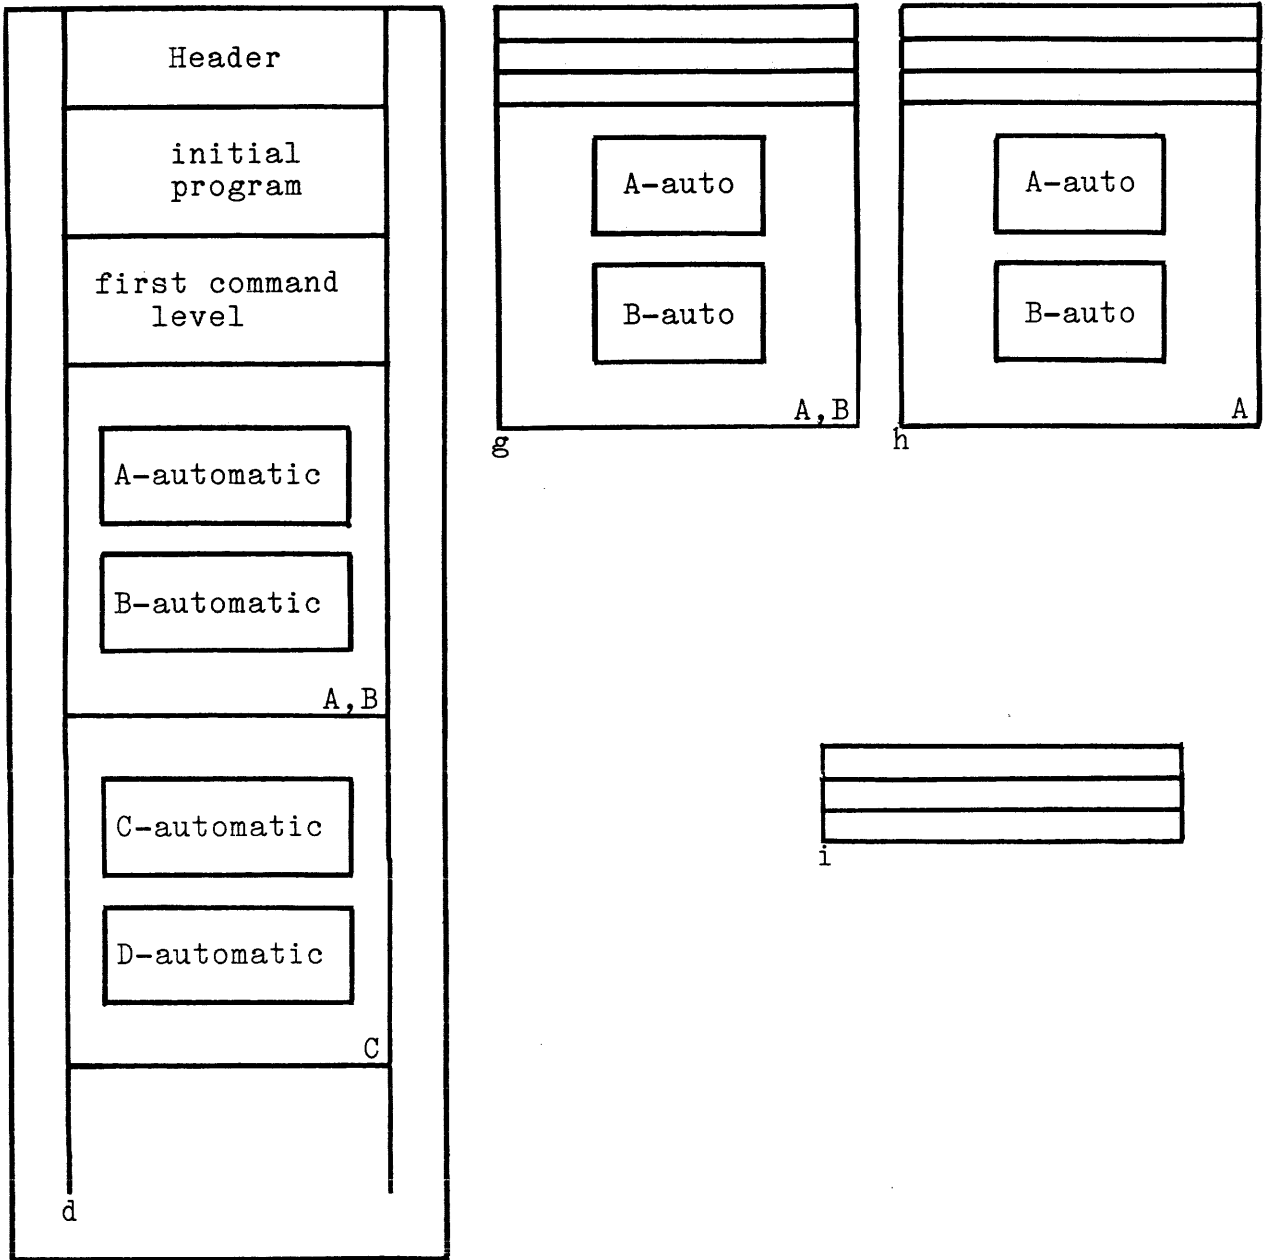 Header
initial
program
first command
level
A-automatic
B-automatic
A,B
C-automatic
D-automatic
C
d
A-auto
B-auto
A,B
g
A-auto
B-auto
A
h
i